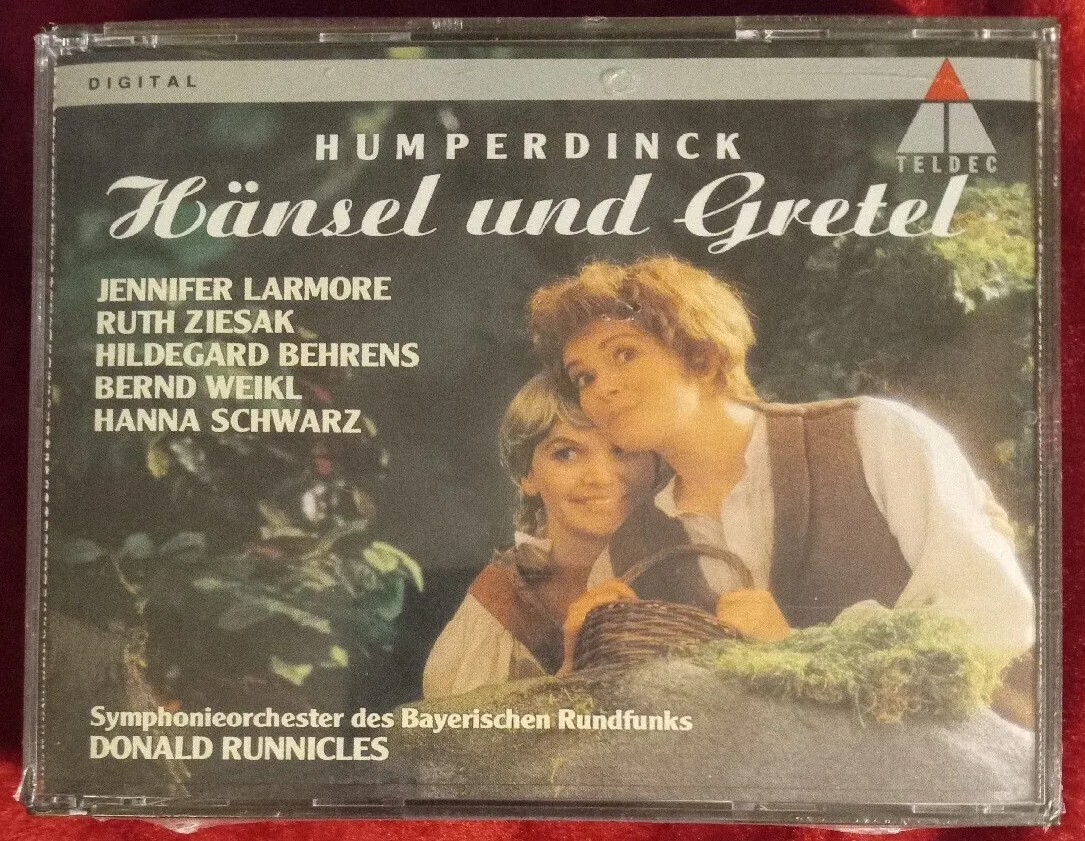 DIGITAL
TELDEC
HUMPERDINCK
Hänsel und Gretel
JENNIFER LARMORE
RUTH ZIESAK
HILDEGARD BEHRENS
BERND WEIKL
HANNA SCHWARZ
Symphonieorchester des Bayerischen Rundfunks
DONALD RUNNICLES